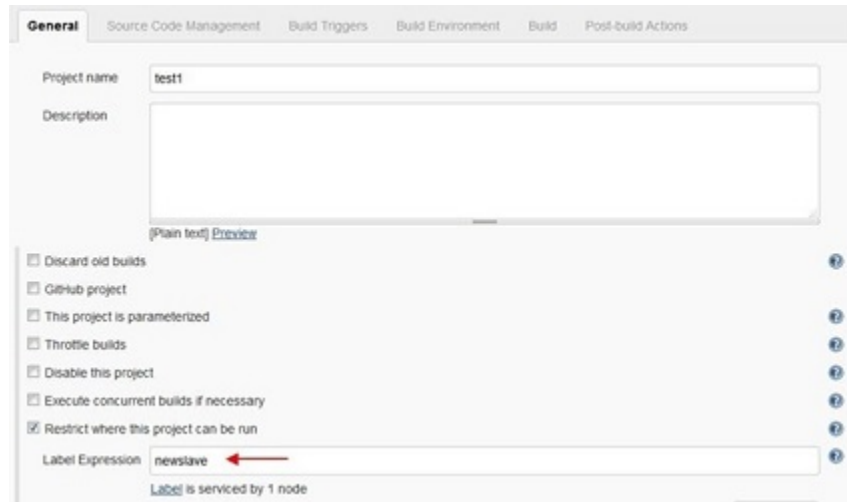 General Source Code Management Build Triggers Build Environment Build Post-build Actions
Project name test1
Description
[Plain text] Preview
Discard old builds
GitHub project
This project is parameterized
Throttle builds
Disable this project
Execute concurrent builds if necessary
Restrict where this project can be run
Label Expression newslave
Label is serviced by 1 node